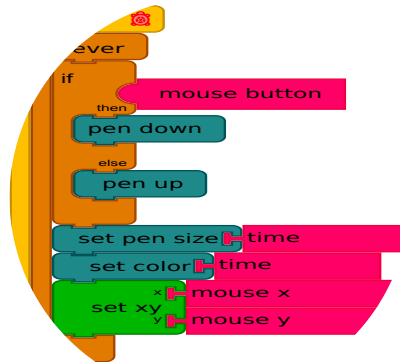 ever
if
mouse button
then
pen down
else
pen up
set pen size time
set color time
x mouse x
set xy
y mouse y